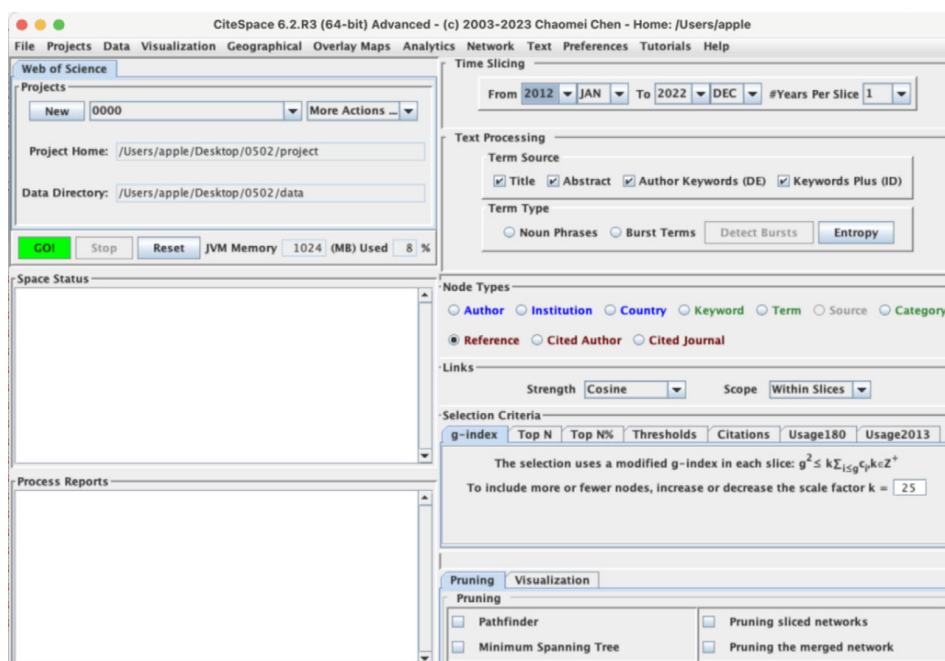 CiteSpace 6.2.R3 (64-bit) Advanced - (c) 2003-2023 Chaomei Chen - Home: /Users/apple
File Projects Data Visualization Geographical Overlay Maps Analytics Network Text Preferences Tutorials Help
Web of Science
Projects
New 0000 More Actions ...
Project Home: /Users/apple/Desktop/0502/project
Data Directory: /Users/apple/Desktop/0502/data
GO! Stop Reset JVM Memory 1024 (MB) Used 8 %
Space Status
Process Reports
Time Slicing
From 2012 JAN To 2022 DEC #Years Per Slice 1
Text Processing
Term Source
Title Abstract Author Keywords (DE) Keywords Plus (ID)
Term Type
Noun Phrases Burst Terms Detect Bursts Entropy
Node Types
Author Institution Country Keyword Term Source Category
Reference Cited Author Cited Journal
Links
Strength Cosine Scope Within Slices
Selection Criteria
g-index Top N Top N% Thresholds Citations Usage180 Usage2013
The selection uses a modified g-index in each slice: g² ≤ k∑i≤g ci, k∈Z⁺
To include more or fewer nodes, increase or decrease the scale factor k = 25
Pruning Visualization
Pruning
Pathfinder Pruning sliced networks
Minimum Spanning Tree Pruning the merged network